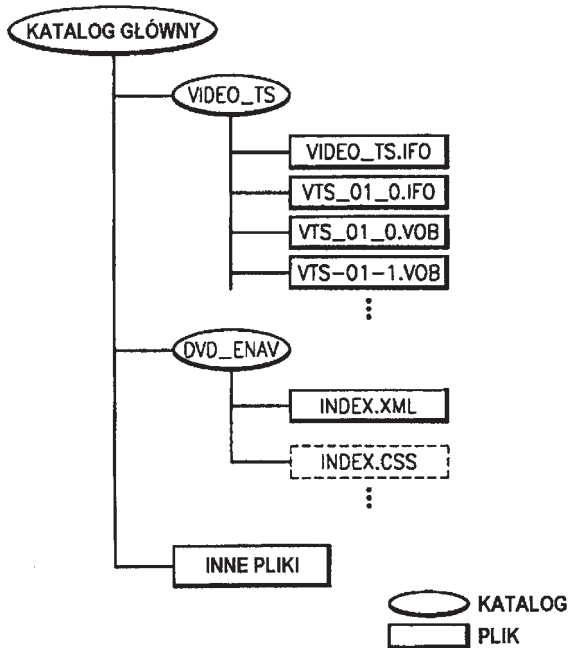 KATALOG GŁÓWNY
VIDEO_TS
VIDEO_TS.IFO
VTS_01_0.IFO
VTS_01_0.VOB
VTS-01-1.VOB
DVD_ENAV
INDEX.XML
INDEX.CSS
INNE PLIKI
KATALOG
PLIK